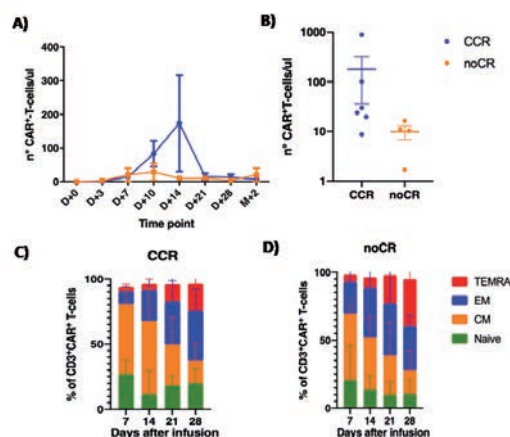 A)
n° CAR⁺-T-cells/ul
400
300
200
100
0
D+0
D+3
D+7
D+10
D+14
D+21
D+28
M+2
Time point
B)
n° CAR⁺T-cells/ul
1000
100
10
1
CCR
noCR
CCR
noCR
C)
CCR
% of CD3⁺CAR⁺ T-cells
100
50
0
7 14 21 28
Days after infusion
D)
noCR
% of CD3⁺CAR⁺ T-cells
100
50
0
7 14 21 28
Days after infusion
TEMRA
EM
CM
Naive